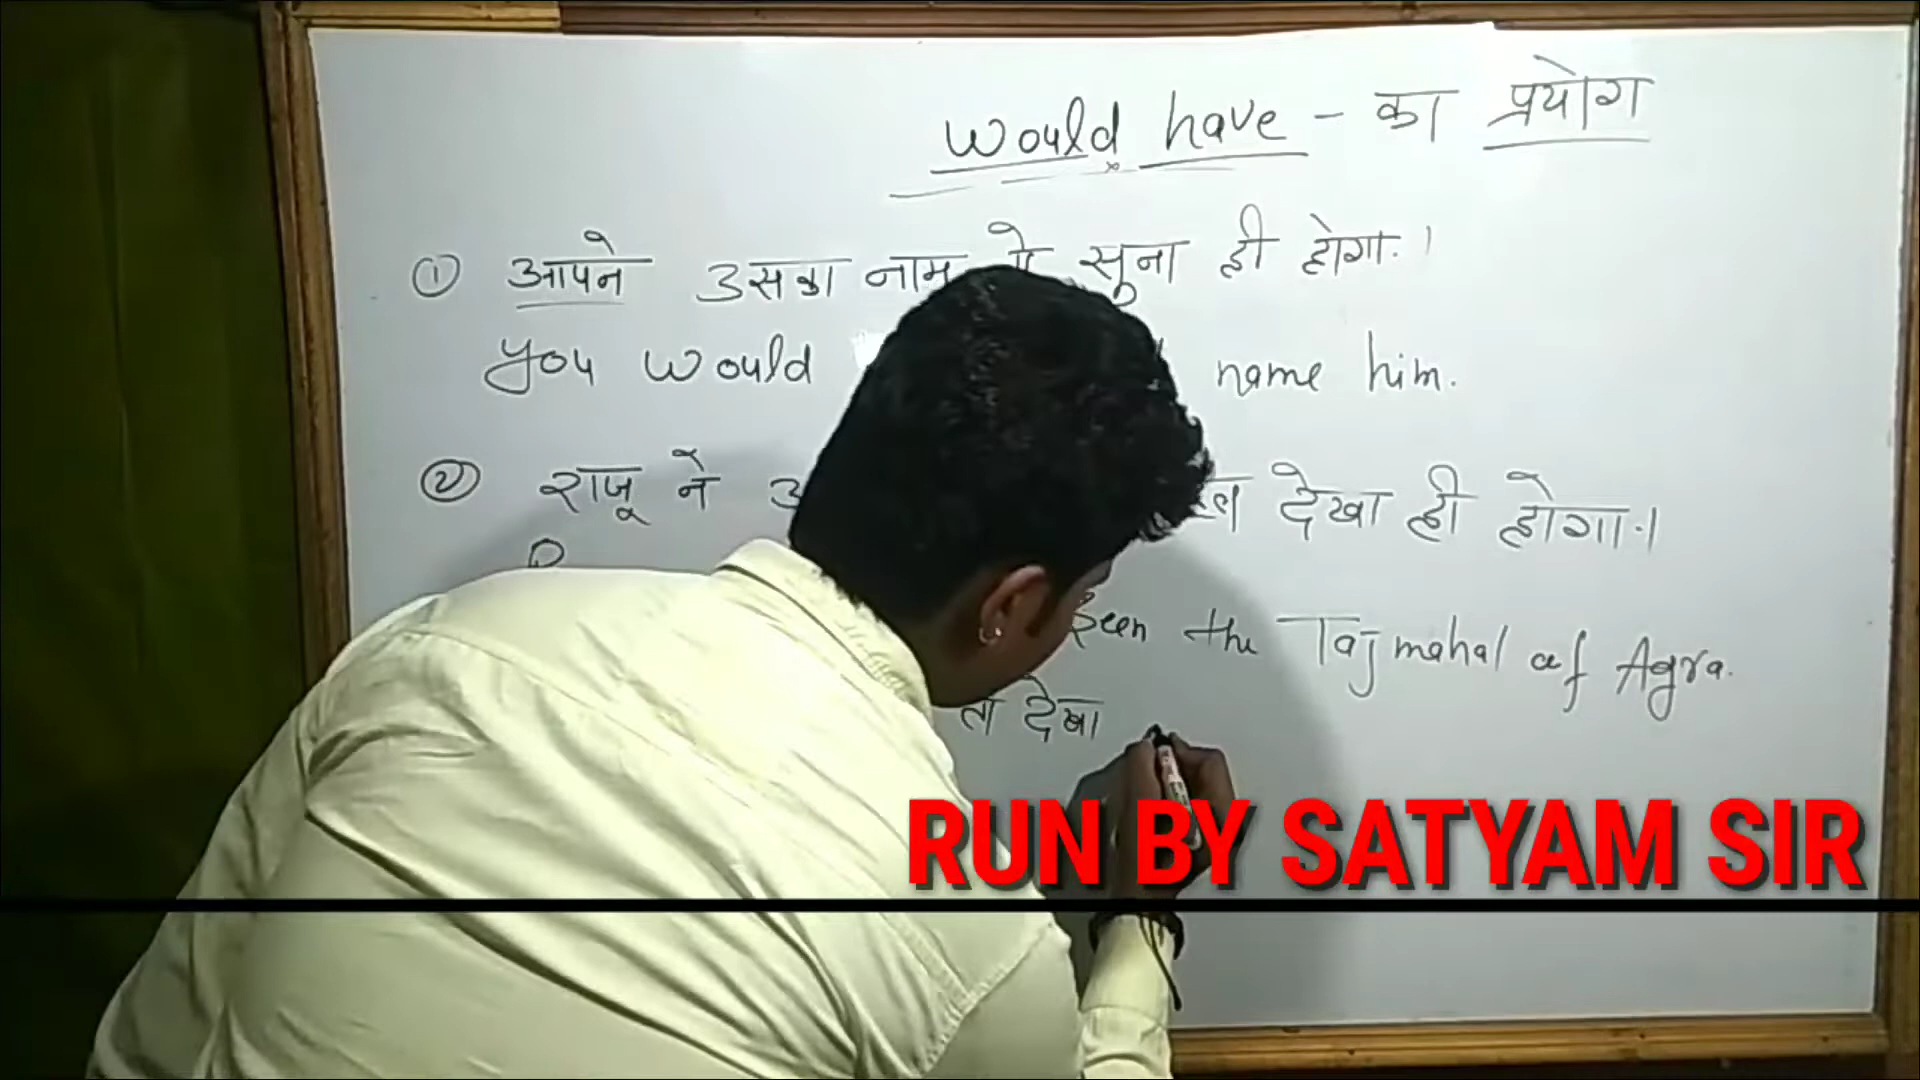 would have - का प्रयोग
① आपने उसका नाम सुना ही होगा.।
you would name him.
② राजू ने देखा ही होगा.।
seen the Tajmahal of Agra.
देखा
RUN BY SATYAM SIR